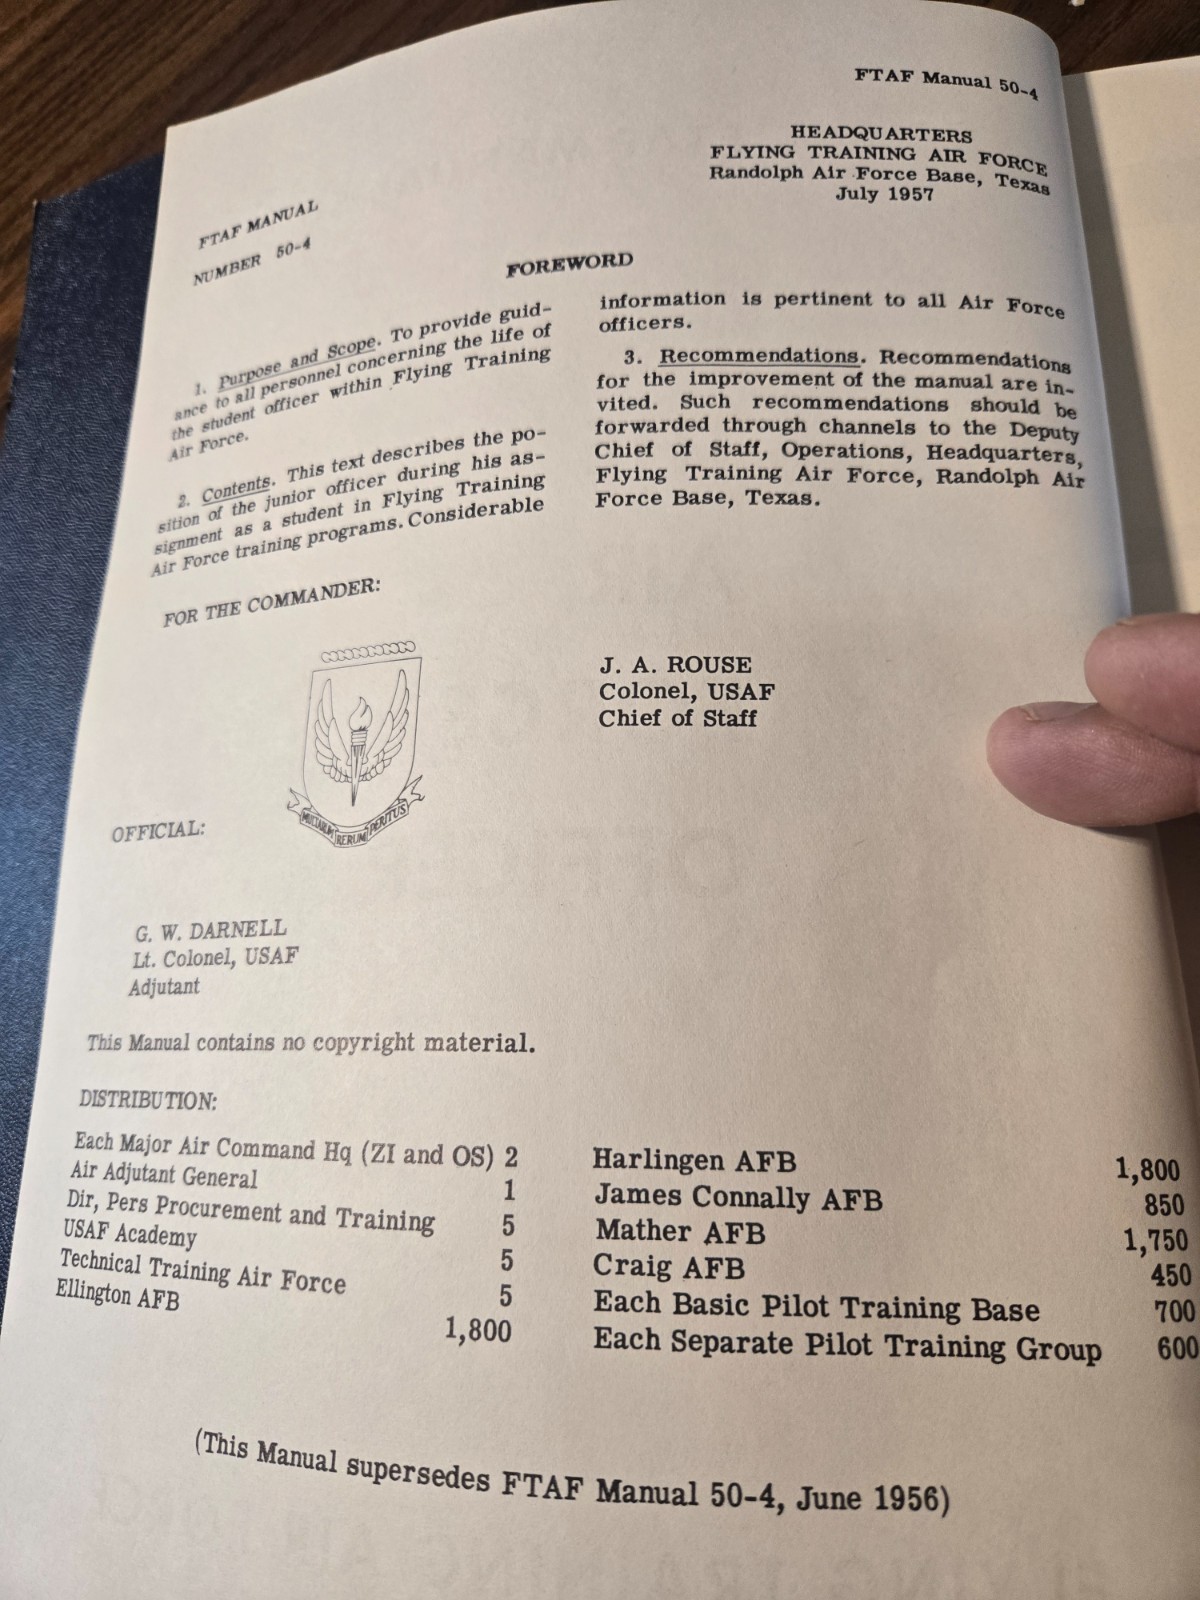 FTAF Manual 50-4
HEADQUARTERS
FLYING TRAINING AIR FORCE
Randolph Air Force Base, Texas
July 1957
FTAF MANUAL
NUMBER 50-4
FOREWORD
1. Purpose and Scope. To provide guid-
ance to all personnel concerning the life of
the student officer within Flying Training
Air Force.
2. Contents. This text describes the po-
sition of the junior officer during his as-
signment as a student in Flying Training
Air Force training programs. Considerable
information is pertinent to all Air Force
officers.
3. Recommendations. Recommendations
for the improvement of the manual are in-
vited. Such recommendations should be
forwarded through channels to the Deputy
Chief of Staff, Operations, Headquarters,
Flying Training Air Force, Randolph Air
Force Base, Texas.
FOR THE COMMANDER:
J. A. ROUSE
Colonel, USAF
Chief of Staff
MULTARUM RERUM PERITUS
OFFICIAL:
G. W. DARNELL
Lt. Colonel, USAF
Adjutant
This Manual contains no copyright material.
DISTRIBUTION:
Each Major Air Command Hq (ZI and OS) 2
Air Adjutant General 1
Dir, Pers Procurement and Training 5
USAF Academy 5
Technical Training Air Force 5
Ellington AFB 1,800
Harlingen AFB 1,800
James Connally AFB 850
Mather AFB 1,750
Craig AFB 450
Each Basic Pilot Training Base 700
Each Separate Pilot Training Group 600
(This Manual supersedes FTAF Manual 50-4, June 1956)